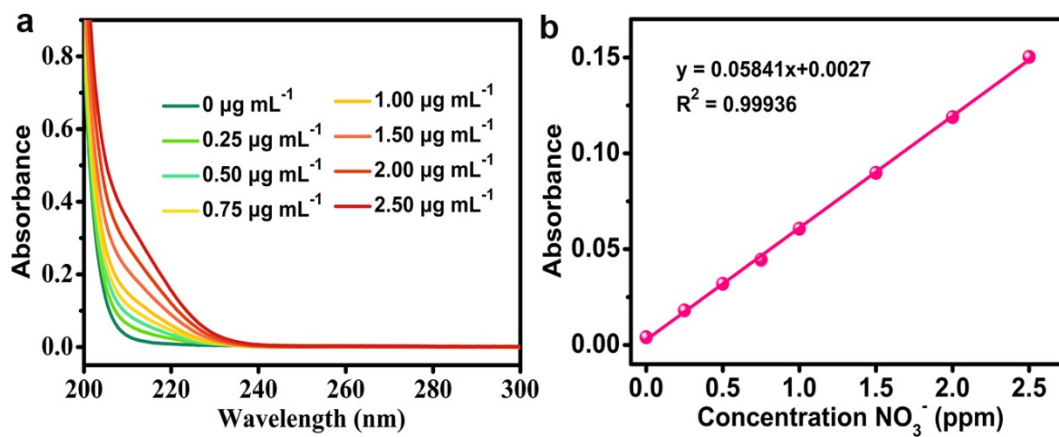 a
Absorbance
0.8
0.6
0.4
0.2
0.0
0 µg mL⁻¹
0.25 µg mL⁻¹
0.50 µg mL⁻¹
0.75 µg mL⁻¹
1.00 µg mL⁻¹
1.50 µg mL⁻¹
2.00 µg mL⁻¹
2.50 µg mL⁻¹
200 220 240 260 280 300
Wavelength (nm)
b
Absorbance
0.15
0.10
0.05
0.00
y = 0.05841x+0.0027
R² = 0.99936
0.0 0.5 1.0 1.5 2.0 2.5
Concentration NO₃⁻ (ppm)